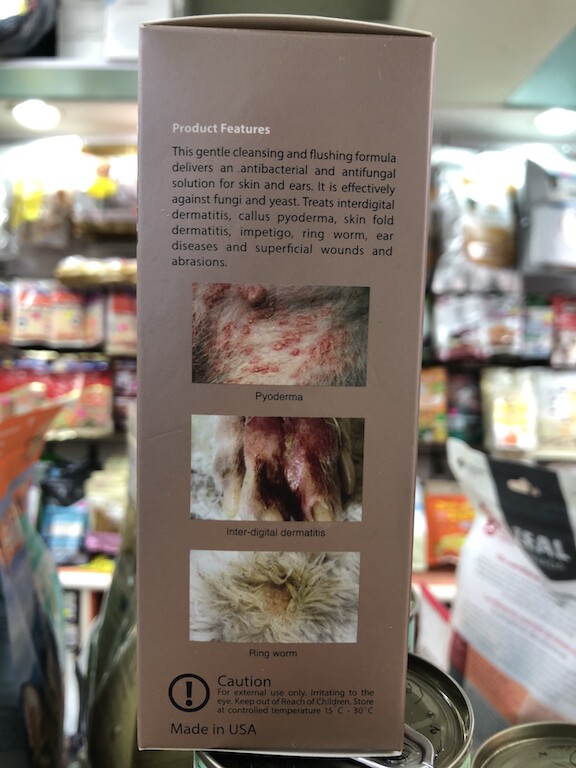 Product Features
This gentle cleansing and flushing formula
delivers an antibacterial and antifungal
solution for skin and ears. It is effectively
against fungi and yeast. Treats interdigital
dermatitis, callus pyoderma, skin fold
dermatitis, impetigo, ring worm, ear
diseases and superficial wounds and
abrasions.
Pyoderma
Inter-digital dermatitis
Ring worm
Caution
For external use only. Irritating to the
eye. Keep out of Reach of Children. Store
at controlled temperature 15˚C - 30˚C
Made in USA